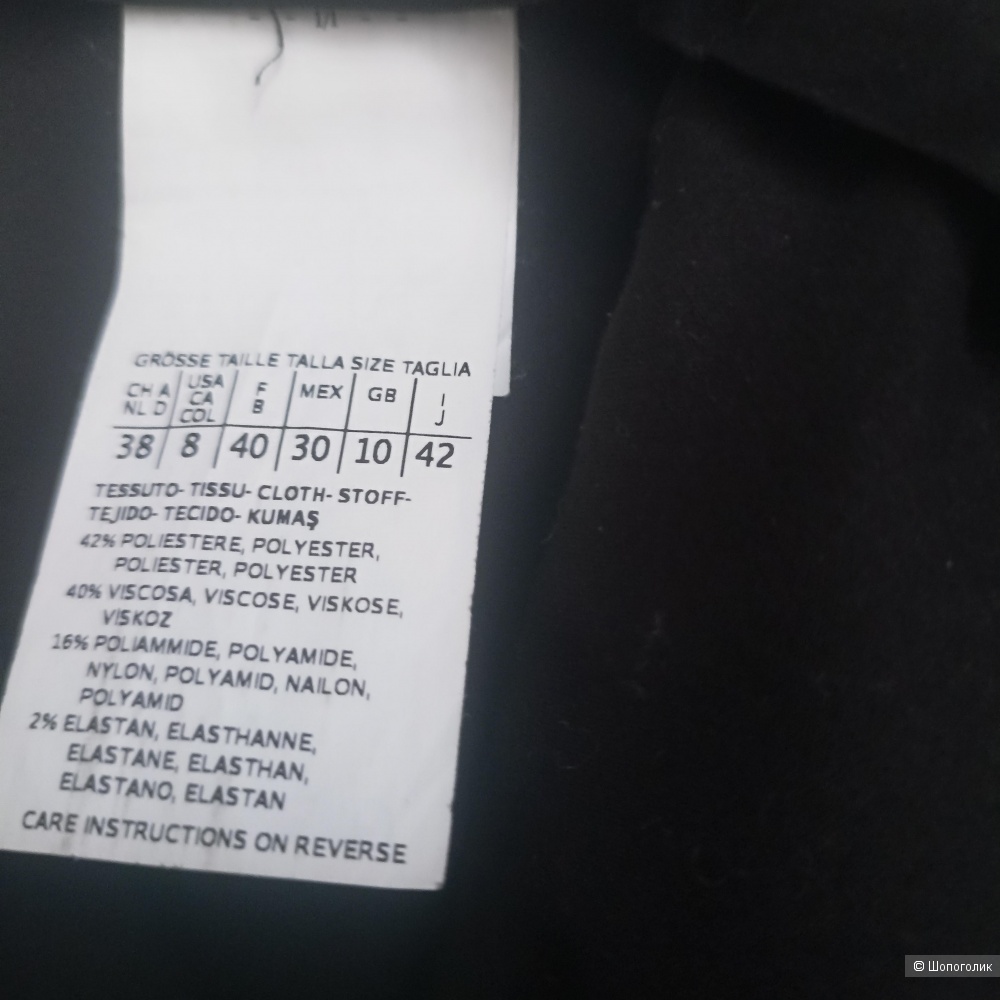 GRÖSSE TAILLE TALLA SIZE TAGLIA
CH A NL D | USA CA COL | F B | MEX | GB | I J
38 | 8 | 40 | 30 | 10 | 42
TESSUTO- TISSU- CLOTH- STOFF-
TEJIDO- TECIDO- KUMAŞ
42% POLIESTERE, POLYESTER,
POLIESTER, POLYESTER
40% VISCOSA, VISCOSE, VISKOSE,
VISKOZ
16% POLIAMMIDE, POLYAMIDE,
NYLON, POLYAMID, NAILON,
POLYAMID
2% ELASTAN, ELASTHANNE,
ELASTANE, ELASTHAN,
ELASTANO, ELASTAN
CARE INSTRUCTIONS ON REVERSE
© Шопоголик